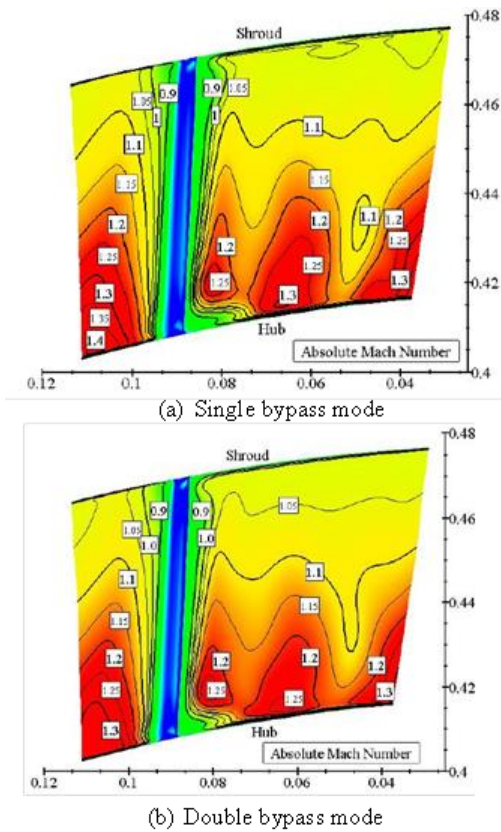 Shroud
0.48
1.05 0.9 0.9 1.05
0.46
1 1
1.1 1.1
1.15 1.15
0.44
1.2 1.2 1.2 1.1 1.2
1.25 1.25 1.25 1.25
1.3 1.3 1.3
0.42
1.35
1.4
Hub
Absolute Mach Number
0.4
0.12 0.1 0.08 0.06 0.04
(a) Single bypass mode
0.48
Shroud
0.9 0.9 1.05
0.46
1.05
1.0 1.0
1.1 1.1
1.15 1.15
0.44
1.2 1.2 1.2 1.2
1.25 1.25 1.25 1.3
0.42
1.3
Hub
Absolute Mach Number
0.4
0.12 0.1 0.08 0.06 0.04
(b) Double bypass mode